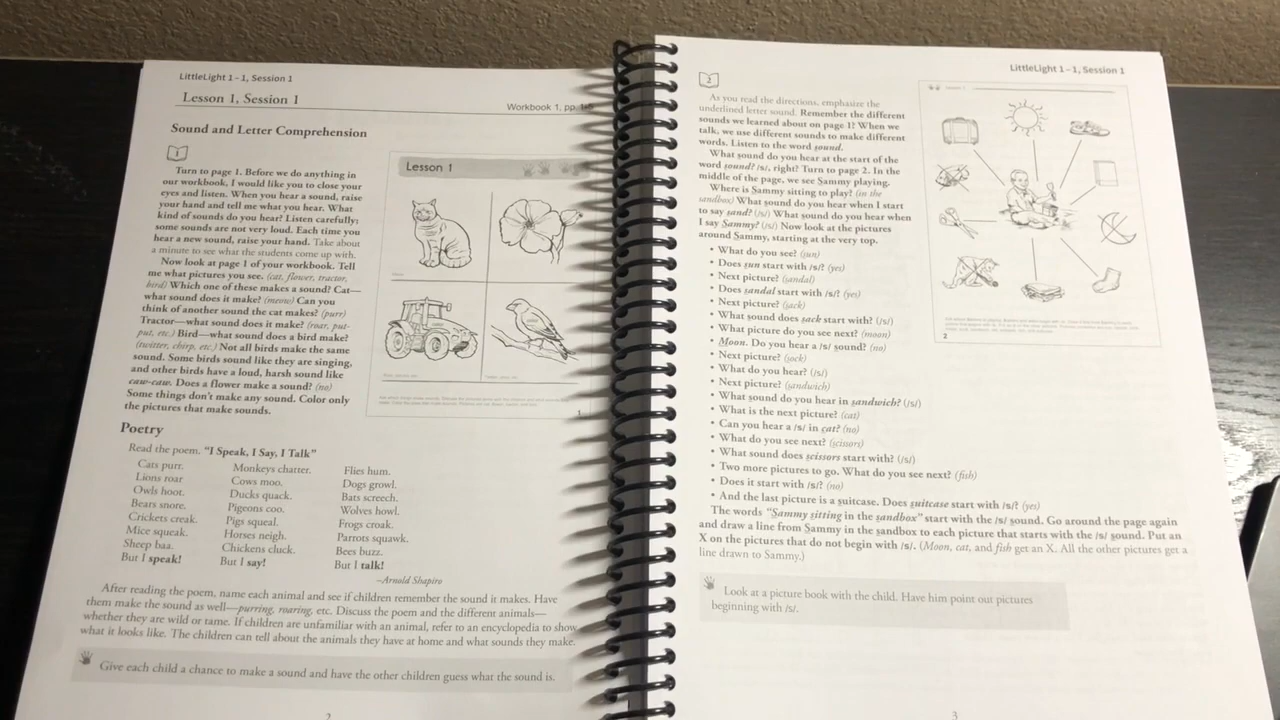 LittleLight 1–1, Session 1
Lesson 1, Session 1
Workbook 1, pp.
Sound and Letter Comprehension
1
Turn to page 1. Before we do anything in
our workbook, I would like you to close your
eyes and listen. When you hear a sound, raise
your hand and tell me what you hear. What
kind of sounds do you hear? Listen carefully;
some sounds are not very loud. Each time you
hear a new sound, raise your hand. Take about
a minute to see what the students come up with.
Now look at page 1 of your workbook. Tell
me what pictures you see. (cat, flower, tractor,
bird) Which one of these makes a sound? Cat—
what sound does it make? (meow) Can you
think of another sound the cat makes? (purr)
Tractor—what sound does it make? (roar, put-
put, etc.) Bird—what sound does a bird make?
(twitter, chirp, etc.) Not all birds make the same
sound. Some birds sound like they are singing,
and other birds have a loud, harsh sound like
caw-caw. Does a flower make a sound? (no)
Some things don't make any sound. Color only
the pictures that make sounds.
Lesson 1
1
Poetry
Read the poem. "I Speak, I Say, I Talk"
Cats purr.
Lions roar
Owls hoot.
Bears snore.
Crickets creak.
Mice squeak.
Sheep baa.
But I speak!
Monkeys chatter.
Cows moo.
Ducks quack.
Pigeons coo.
Pigs squeal.
Horses neigh.
Chickens cluck.
But I say!
Flies hum.
Dogs growl.
Bats screech.
Wolves howl.
Frogs croak.
Parrots squawk.
Bees buzz.
But I talk!
–Arnold Shapiro
After reading the poem, name each animal and see if children remember the sound it makes. Have
them make the sound as well—purring, roaring, etc. Discuss the poem and the different animals—
whether they are wild or tame. If children are unfamiliar with an animal, refer to an encyclopedia to show
what it looks like. The children can tell about the animals they have at home and what sounds they make.
Give each child a chance to make a sound and have the other children guess what the sound is.
2
LittleLight 1–1, Session 1
2
As you read the directions, emphasize the
underlined letter sound. Remember the different
sounds we learned about on page 1? When we
talk, we use different sounds to make different
words. Listen to the word sound.
What sound do you hear at the start of the
word sound? /s/, right? Turn to page 2. In the
middle of the page, we see Sammy playing.
Where is Sammy sitting to play? (in the
sandbox) What sound do you hear when I start
to say sand? (/s/) What sound do you hear when
I say Sammy? (/s/) Now look at the pictures
around Sammy, starting at the very top.
• What do you see? (sun)
• Does sun start with /s/? (yes)
• Next picture? (sandal)
• Does sandal start with /s/? (yes)
• Next picture? (sack)
• What sound does sack start with? (/s/)
• What picture do you see next? (moon)
• Moon. Do you hear a /s/ sound? (no)
• Next picture? (sock)
• What do you hear? (/s/)
• Next picture? (sandwich)
• What sound do you hear in sandwich? (/s/)
• What is the next picture? (cat)
• Can you hear a /s/ in cat? (no)
• What do you see next? (scissors)
• What sound does scissors start with? (/s/)
• Two more pictures to go. What do you see next? (fish)
• Does it start with /s/? (no)
• And the last picture is a suitcase. Does suitcase start with /s/? (yes)
The words "Sammy sitting in the sandbox" start with the /s/ sound. Go around the page again
and draw a line from Sammy in the sandbox to each picture that starts with the /s/ sound. Put an
X on the pictures that do not begin with /s/. (Moon, cat, and fish get an X. All the other pictures get a
line drawn to Sammy.)
Lesson 1
2
Look at a picture book with the child. Have him point out pictures
beginning with /s/.
3